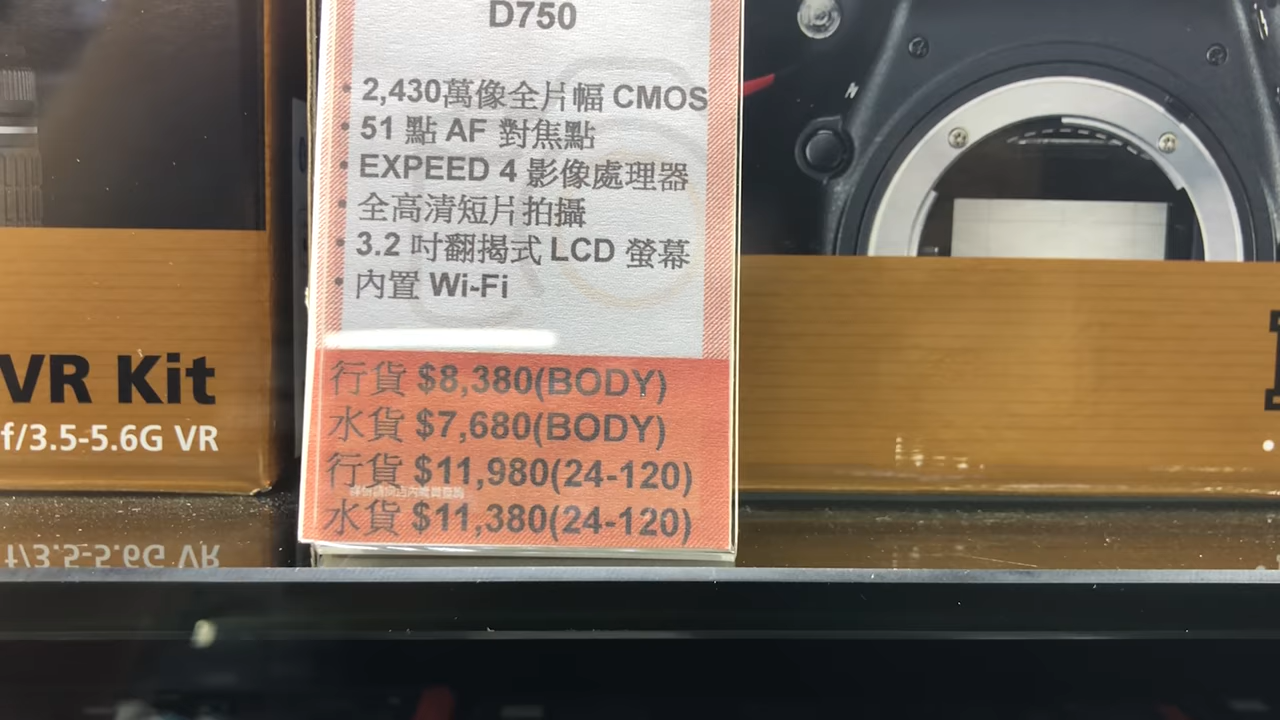 D750
• 2,430萬像全片幅 CMOS
• 51 點 AF 對焦點
• EXPEED 4 影像處理器
• 全高清短片拍攝
• 3.2 吋翻揭式 LCD 螢幕
• 內置 Wi-Fi
行貨 $8,380(BODY)
水貨 $7,680(BODY)
行貨 $11,980(24-120)
水貨 $11,380(24-120)
VR Kit
f/3.5-5.6G VR